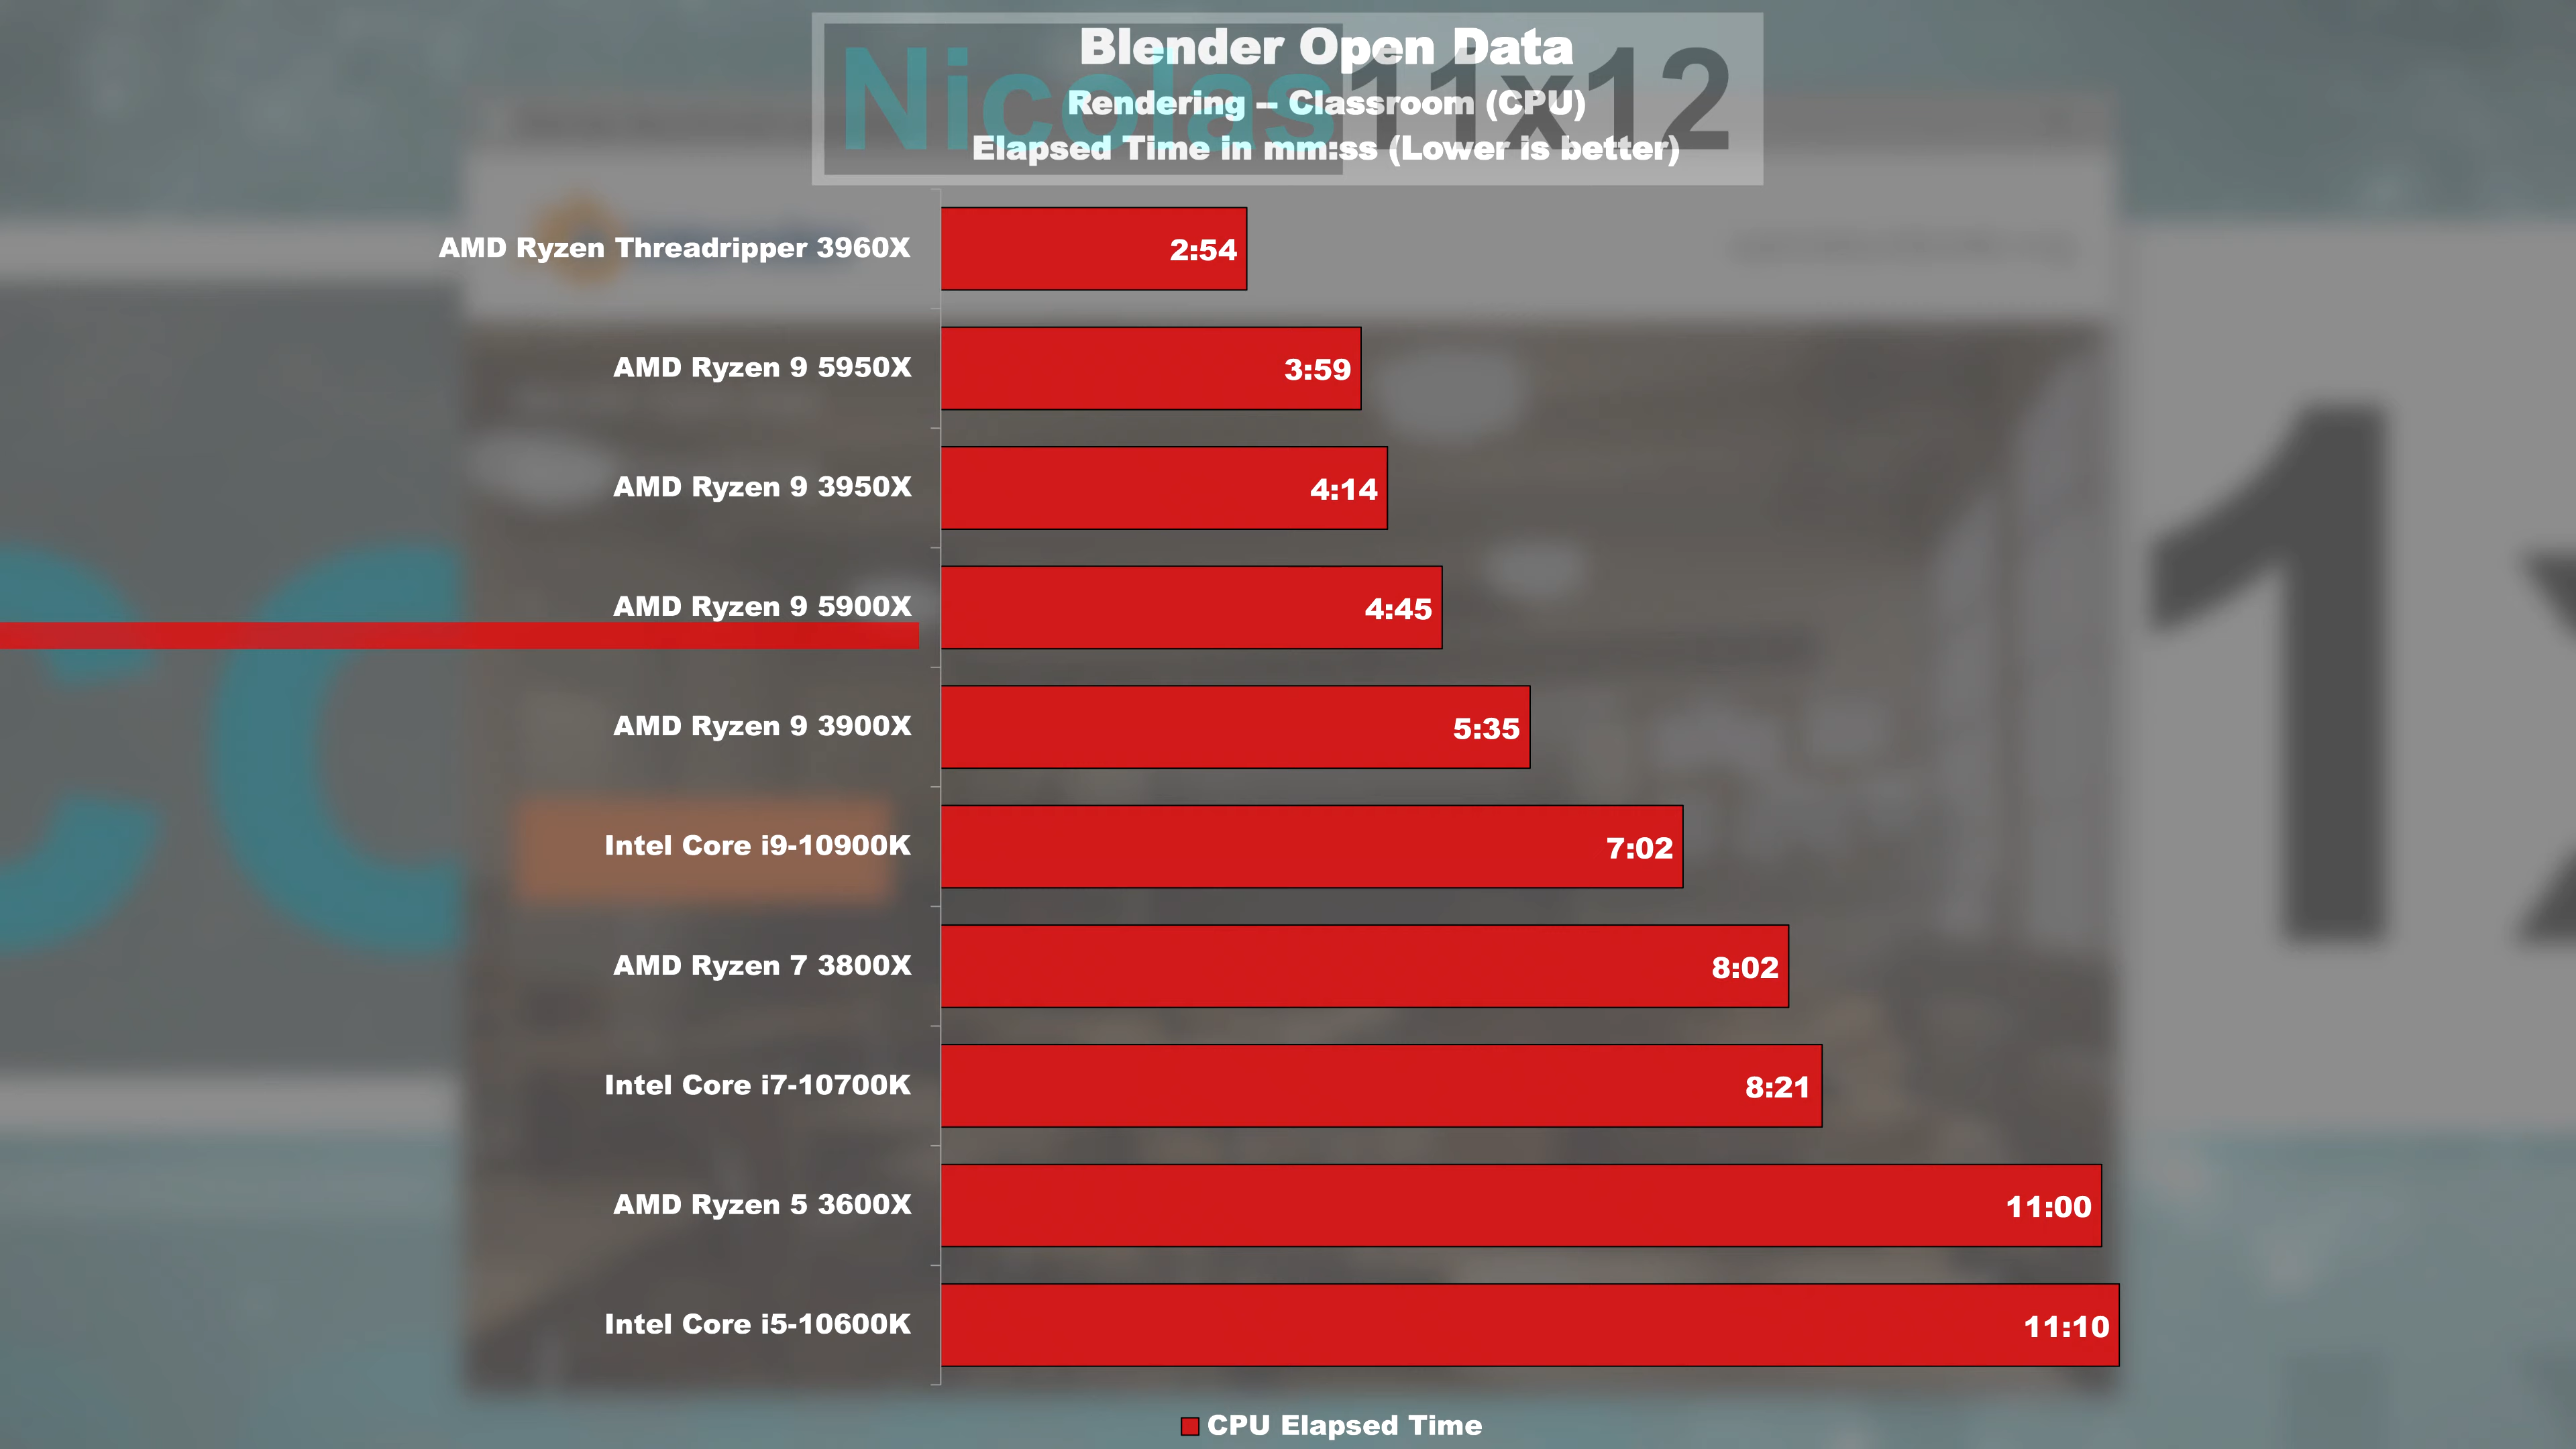 Blender Open Data
Nicolas11x12
Rendering -- Classroom (CPU)
Elapsed Time in mm:ss (Lower is better)
AMD Ryzen Threadripper 3960X 2:54
AMD Ryzen 9 5950X 3:59
AMD Ryzen 9 3950X 4:14
AMD Ryzen 9 5900X 4:45
AMD Ryzen 9 3900X 5:35
Intel Core i9-10900K 7:02
AMD Ryzen 7 3800X 8:02
Intel Core i7-10700K 8:21
AMD Ryzen 5 3600X 11:00
Intel Core i5-10600K 11:10
CPU Elapsed Time